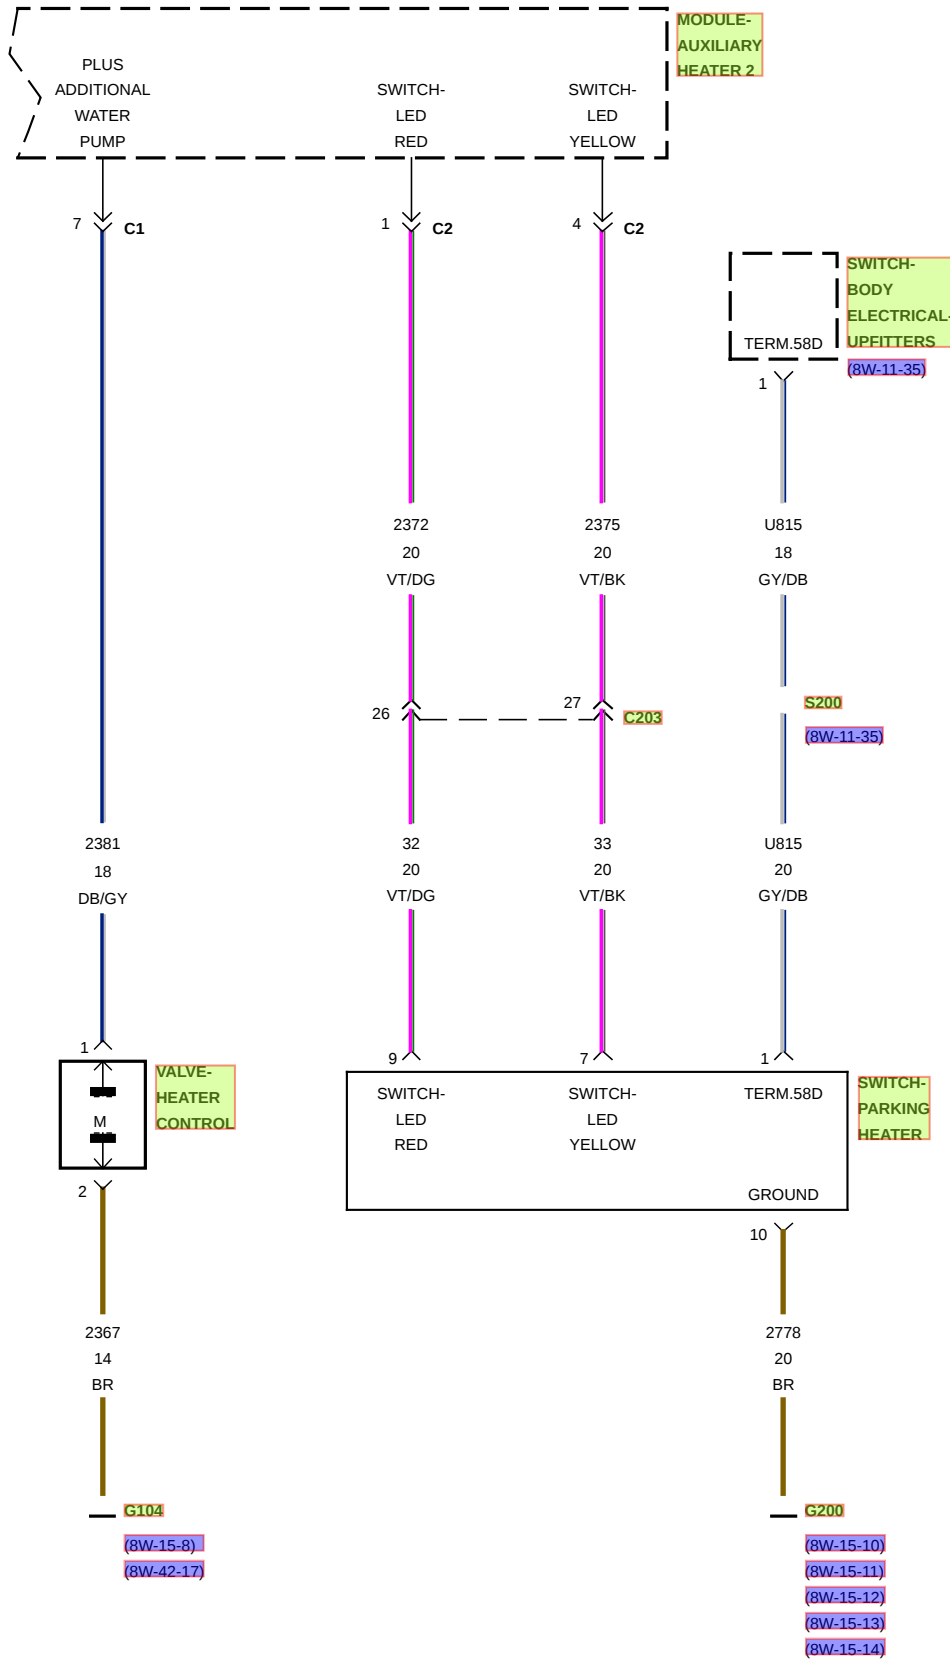 MODULE-
AUXILIARY
HEATER 2
PLUS
ADDITIONAL
WATER
PUMP
SWITCH-
LED
RED
SWITCH-
LED
YELLOW
7
C1
1
C2
4
C2
SWITCH-
BODY
ELECTRICAL-
UPFITTERS
(8W-11-35)
TERM.58D
1
2372
20
VT/DG
2375
20
VT/BK
U815
18
GY/DB
26
27
C203
S200
(8W-11-35)
2381
18
DB/GY
32
20
VT/DG
33
20
VT/BK
U815
20
GY/DB
1
9
7
1
VALVE-
HEATER
CONTROL
M
SWITCH-
LED
RED
SWITCH-
LED
YELLOW
TERM.58D
SWITCH-
PARKING
HEATER
GROUND
2
10
2367
14
BR
2778
20
BR
G104
(8W-15-8)
(8W-42-17)
G200
(8W-15-10)
(8W-15-11)
(8W-15-12)
(8W-15-13)
(8W-15-14)